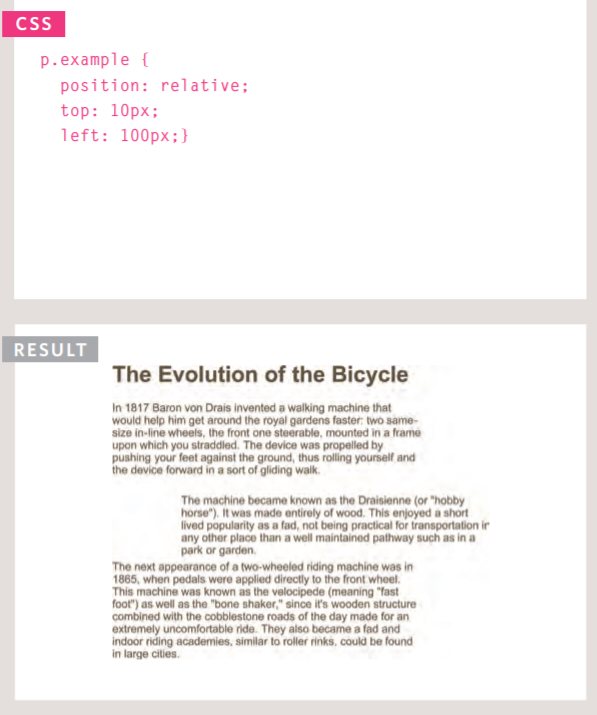 CSS
p.example {
position: relative;
top: 10px;
left: 100px;}
RESULT
The Evolution of the Bicycle
In 1817 Baron von Drais invented a walking machine that
would help him get around the royal gardens faster: two same-
size in-line wheels, the front one steerable, mounted in a frame
upon which you straddled. The device was propelled by
pushing your feet against the ground, thus rolling yourself and
the device forward in a sort of gliding walk.
The machine became known as the Draisienne (or "hobby
horse"). It was made entirely of wood. This enjoyed a short
lived popularity as a fad, not being practical for transportation in
any other place than a well maintained pathway such as in a
park or garden.
The next appearance of a two-wheeled riding machine was in
1865, when pedals were applied directly to the front wheel.
This machine was known as the velocipede (meaning "fast
foot") as well as the "bone shaker," since it's wooden structure
combined with the cobblestone roads of the day made for an
extremely uncomfortable ride. They also became a fad and
indoor riding academies, similar to roller rinks, could be found
in large cities.